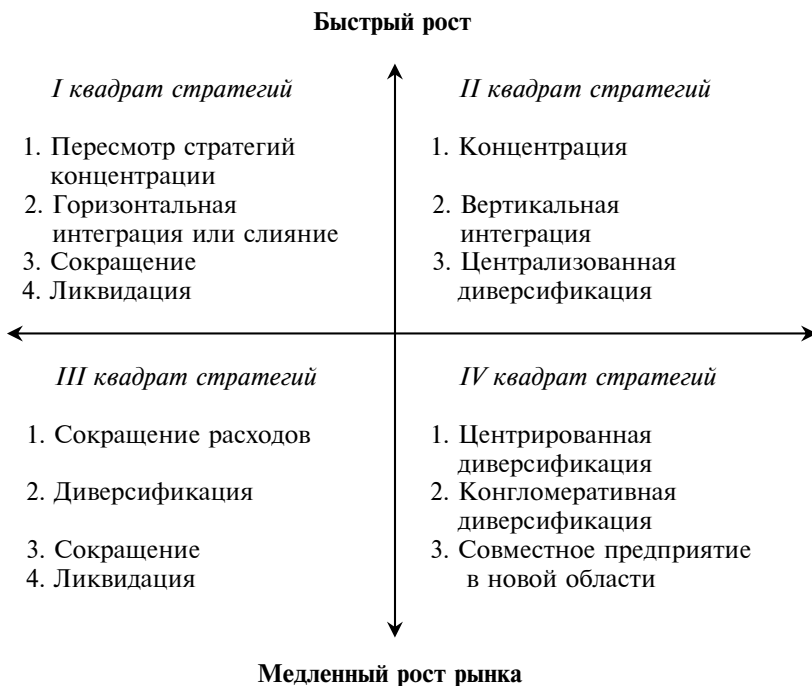 Быстрый рост
I квадрат стратегий
1. Пересмотр стратегий
концентрации
2. Горизонтальная
интеграция или слияние
3. Сокращение
4. Ликвидация
II квадрат стратегий
1. Концентрация
2. Вертикальная
интеграция
3. Централизованная
диверсификация
III квадрат стратегий
1. Сокращение расходов
2. Диверсификация
3. Сокращение
4. Ликвидация
IV квадрат стратегий
1. Центрированная
диверсификация
2. Конгломеративная
диверсификация
3. Совместное предприятие
в новой области
Медленный рост рынка